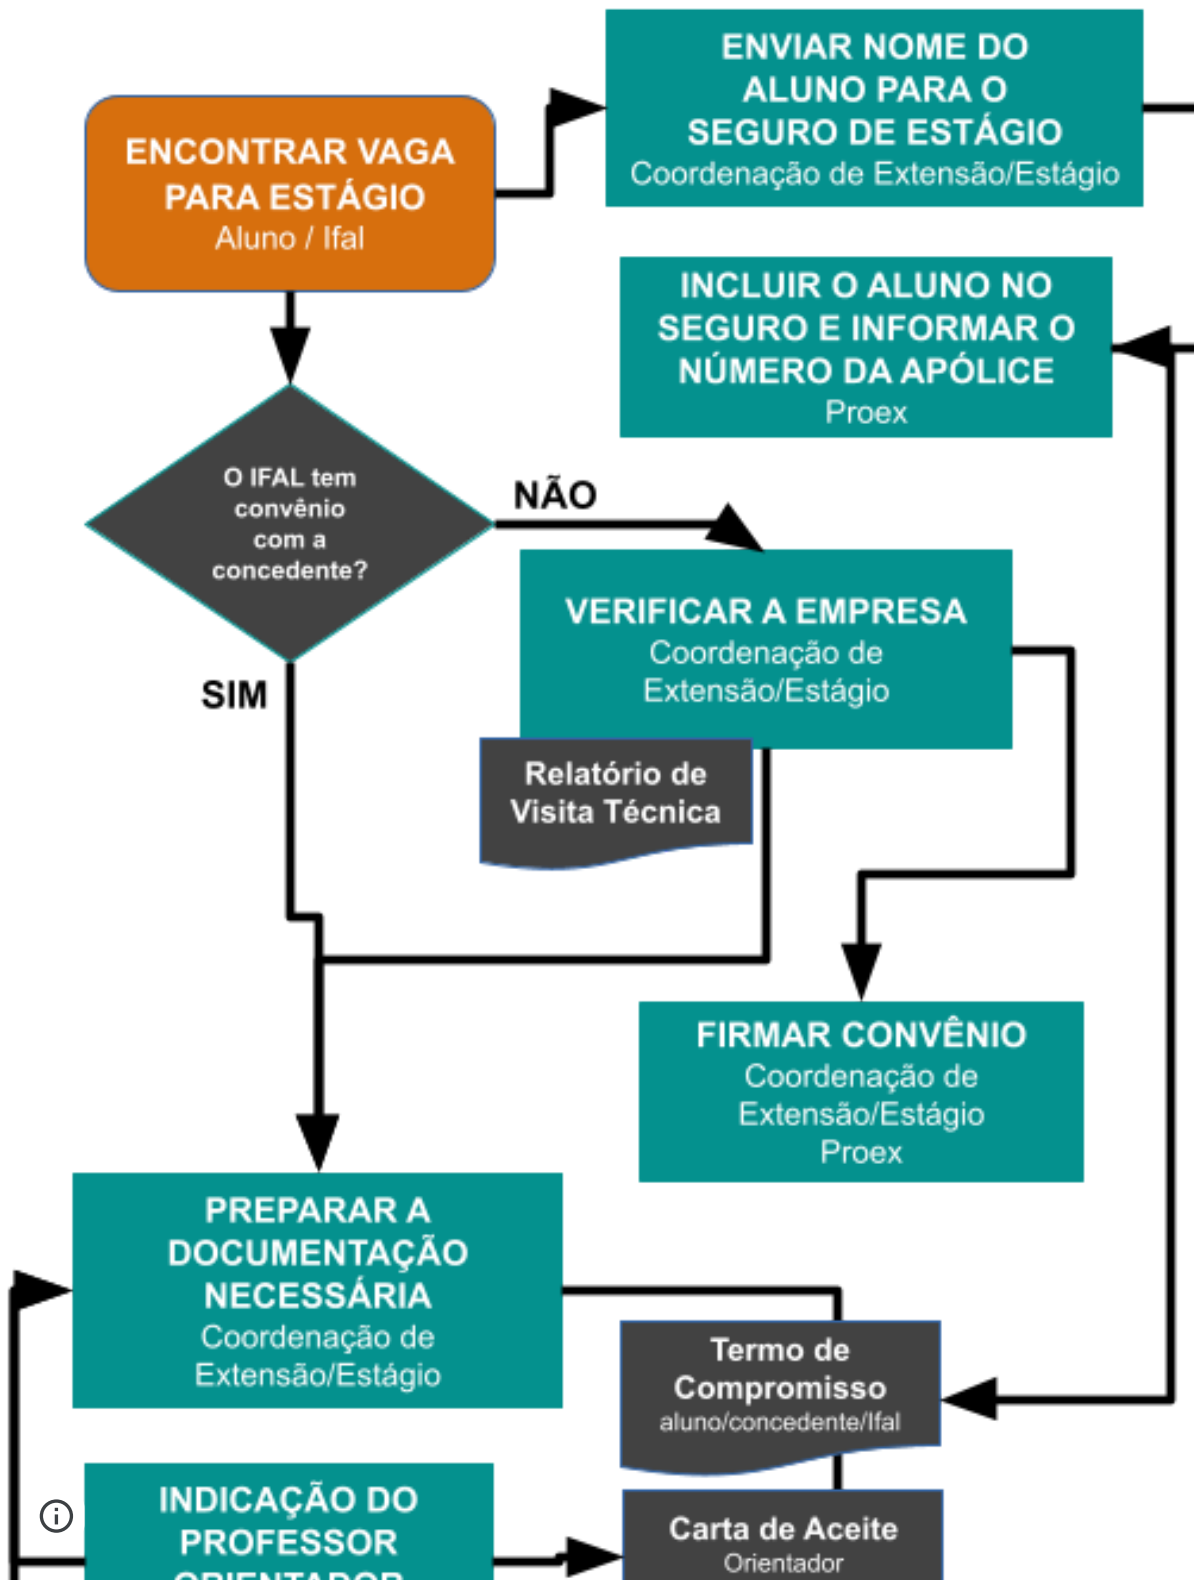 ENVIAR NOME DO
ALUNO PARA O
SEGURO DE ESTÁGIO
Coordenação de Extensão/Estágio
ENCONTRAR VAGA
PARA ESTÁGIO
Aluno / Ifal
INCLUIR O ALUNO NO
SEGURO E INFORMAR O
NÚMERO DA APÓLICE
Proex
O IFAL tem
convênio
com a
concedente?
NÃO
SIM
VERIFICAR A EMPRESA
Coordenação de
Extensão/Estágio
Relatório de
Visita Técnica
FIRMAR CONVÊNIO
Coordenação de
Extensão/Estágio
Proex
PREPARAR A
DOCUMENTAÇÃO
NECESSÁRIA
Coordenação de
Extensão/Estágio
Termo de
Compromisso
aluno/concedente/Ifal
INDICAÇÃO DO
PROFESSOR
ORIENTADOR
Carta de Aceite
Orientador